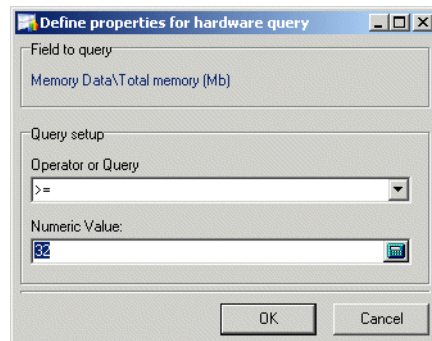 Define properties for hardware query
Field to query
Memory Data\Total memory (Mb)
Query setup
Operator or Query
>=
Numeric Value:
32
OK
Cancel